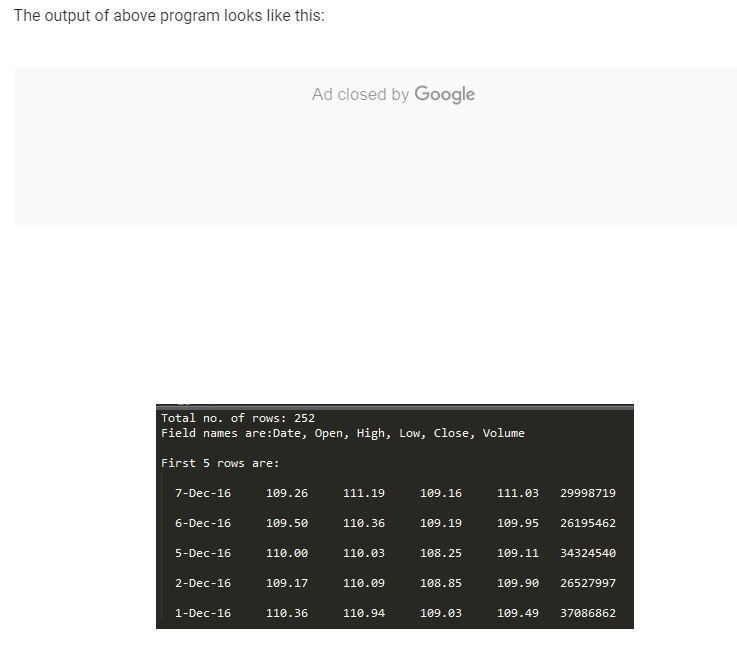 The output of above program looks like this:
Ad closed by Google
Total no. of rows: 252
Field names are:Date, Open, High, Low, Close, Volume
First 5 rows are:
7-Dec-16 109.26 111.19 109.16 111.03 29998719
6-Dec-16 109.50 110.36 109.19 109.95 26195462
5-Dec-16 110.00 110.03 108.25 109.11 34324540
2-Dec-16 109.17 110.09 108.85 109.90 26527997
1-Dec-16 110.36 110.94 109.03 109.49 37086862